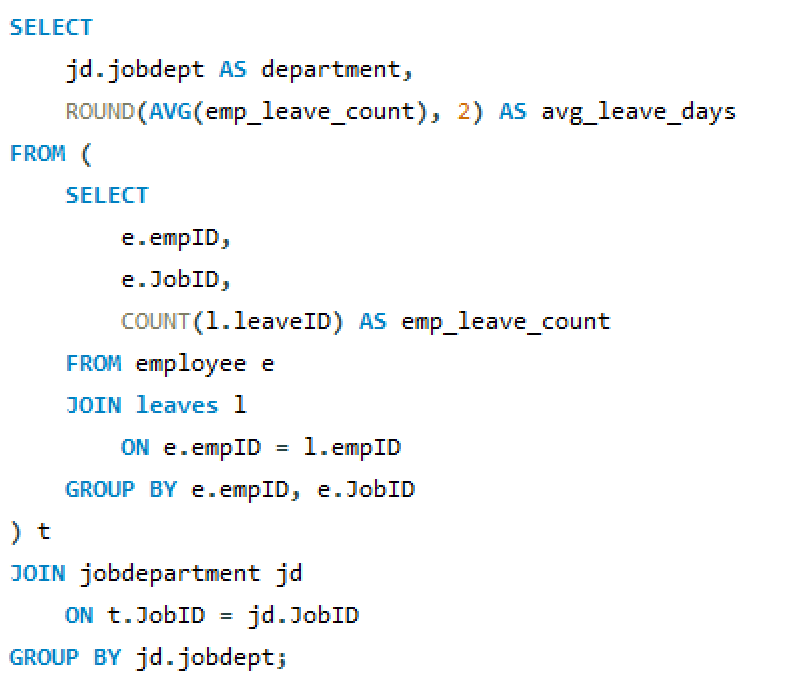 SELECT
    jd.jobdept AS department,
    ROUND(AVG(emp_leave_count), 2) AS avg_leave_days
FROM (
    SELECT
        e.empID,
        e.JobID,
        COUNT(l.leaveID) AS emp_leave_count
    FROM employee e
    JOIN leaves l
        ON e.empID = l.empID
    GROUP BY e.empID, e.JobID
) t
JOIN jobdepartment jd
    ON t.JobID = jd.JobID
GROUP BY jd.jobdept;